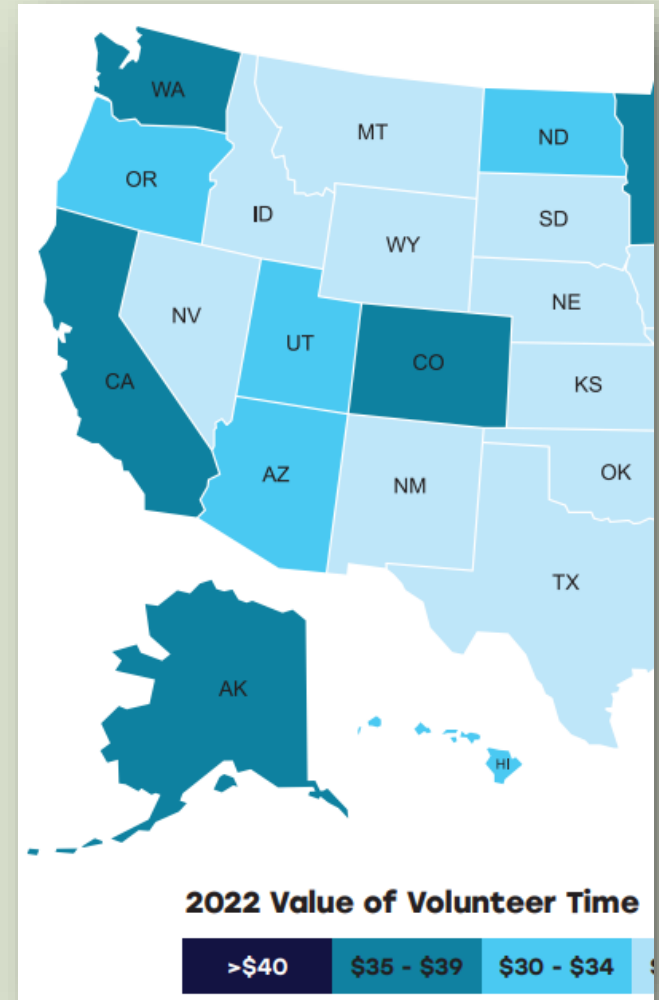 WA
MT
ND
OR
ID
SD
WY
NE
NV
UT
CO
KS
CA
OK
AZ
NM
TX
AK
HI
2022 Value of Volunteer Time
>$40 $35 - $39 $30 - $34